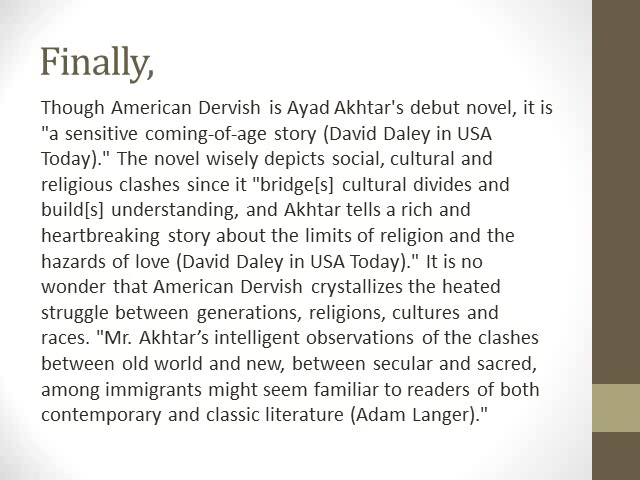 Finally,
Though American Dervish is Ayad Akhtar's debut novel, it is
"a sensitive coming-of-age story (David Daley in USA
Today)." The novel wisely depicts social, cultural and
religious clashes since it "bridge[s] cultural divides and
build[s] understanding, and Akhtar tells a rich and
heartbreaking story about the limits of religion and the
hazards of love (David Daley in USA Today)." It is no
wonder that American Dervish crystallizes the heated
struggle between generations, religions, cultures and
races. "Mr. Akhtar’s intelligent observations of the clashes
between old world and new, between secular and sacred,
among immigrants might seem familiar to readers of both
contemporary and classic literature (Adam Langer)."